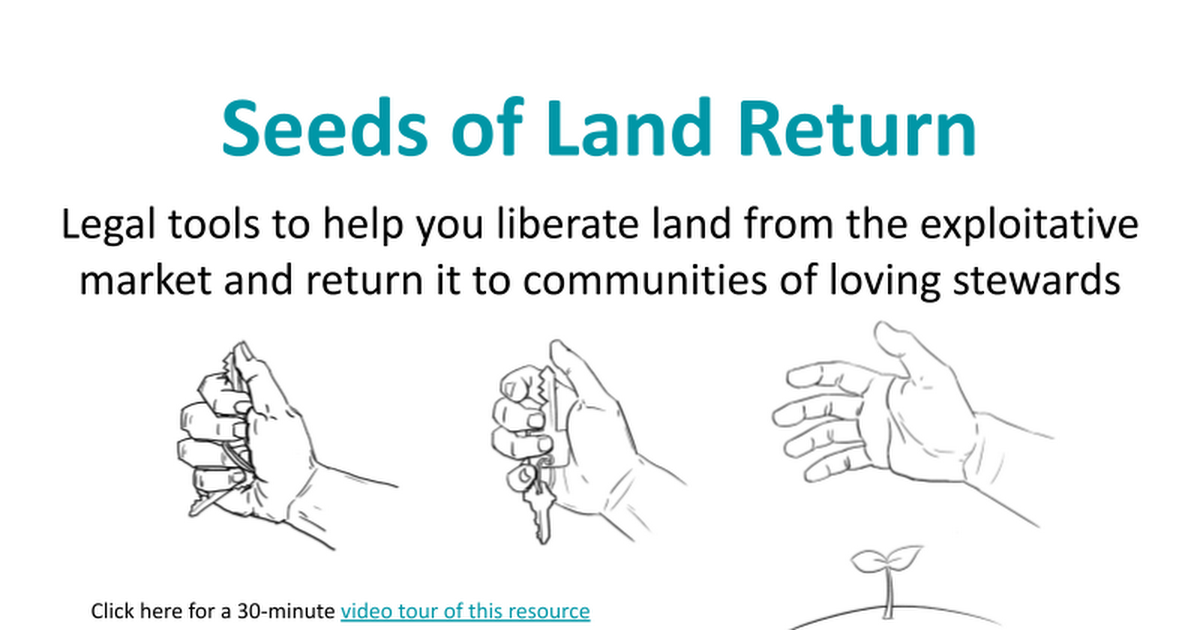 Seeds of Land Return
Legal tools to help you liberate land from the exploitative
market and return it to communities of loving stewards
Click here for a 30-minute video tour of this resource